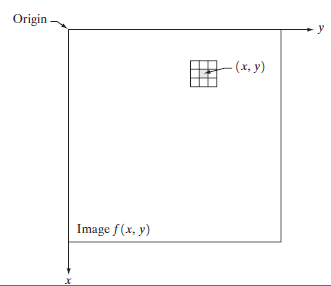 Origin
y
(x, y)
Image f(x, y)
x